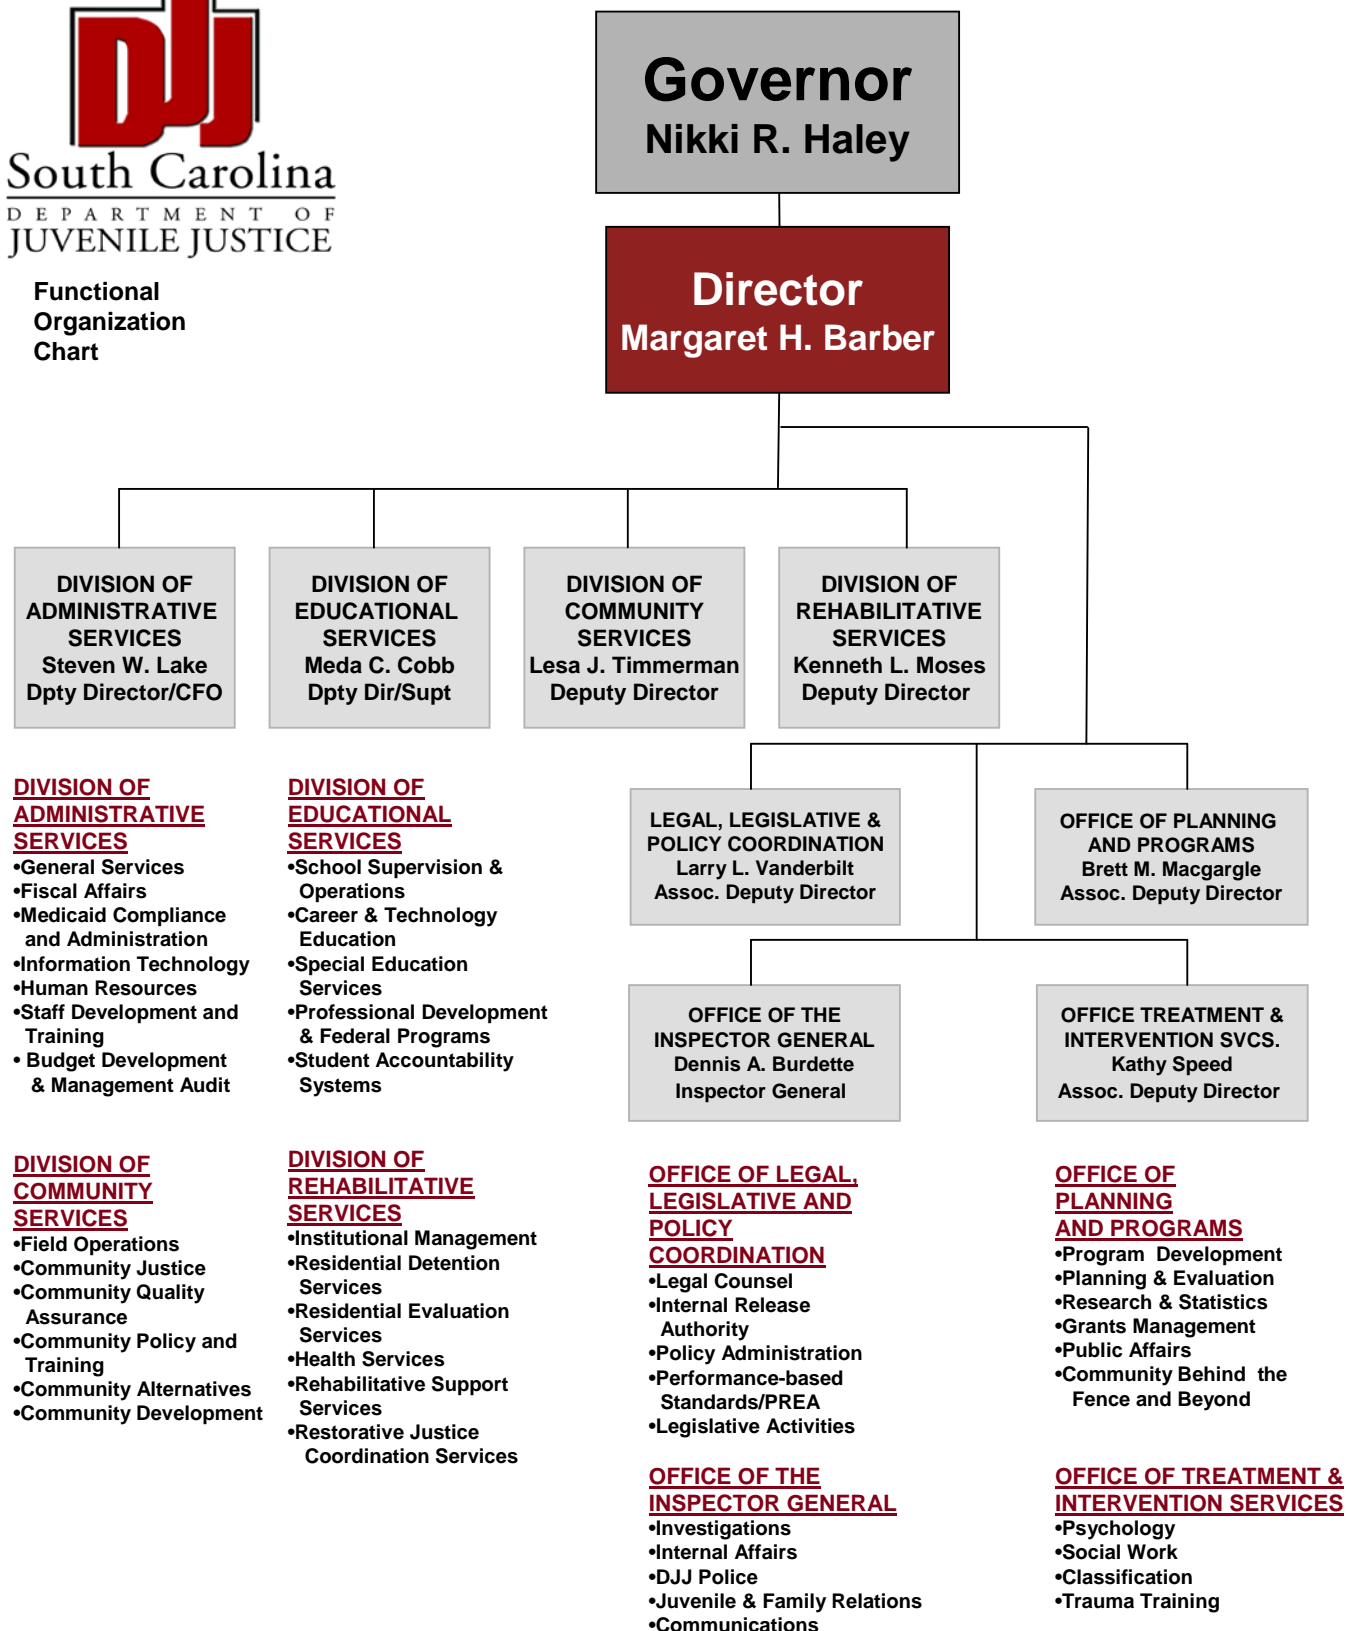 DJJ
South Carolina
DEPARTMENT OF
JUVENILE JUSTICE
Functional
Organization
Chart
Governor
Nikki R. Haley
Director
Margaret H. Barber
DIVISION OF
ADMINISTRATIVE
SERVICES
Steven W. Lake
Dpty Director/CFO
DIVISION OF
EDUCATIONAL
SERVICES
Meda C. Cobb
Dpty Dir/Supt
DIVISION OF
COMMUNITY
SERVICES
Lesa J. Timmerman
Deputy Director
DIVISION OF
REHABILITATIVE
SERVICES
Kenneth L. Moses
Deputy Director
LEGAL, LEGISLATIVE &
POLICY COORDINATION
Larry L. Vanderbilt
Assoc. Deputy Director
OFFICE OF PLANNING
AND PROGRAMS
Brett M. Macgargle
Assoc. Deputy Director
OFFICE OF THE
INSPECTOR GENERAL
Dennis A. Burdette
Inspector General
OFFICE TREATMENT &
INTERVENTION SVCS.
Kathy Speed
Assoc. Deputy Director
DIVISION OF
ADMINISTRATIVE
SERVICES
•General Services
•Fiscal Affairs
•Medicaid Compliance
and Administration
•Information Technology
•Human Resources
•Staff Development and
Training
• Budget Development
& Management Audit
DIVISION OF
EDUCATIONAL
SERVICES
•School Supervision &
Operations
•Career & Technology
Education
•Special Education
Services
•Professional Development
& Federal Programs
•Student Accountability
Systems
DIVISION OF
COMMUNITY
SERVICES
•Field Operations
•Community Justice
•Community Quality
Assurance
•Community Policy and
Training
•Community Alternatives
•Community Development
DIVISION OF
REHABILITATIVE
SERVICES
•Institutional Management
•Residential Detention
Services
•Residential Evaluation
Services
•Health Services
•Rehabilitative Support
Services
•Restorative Justice
Coordination Services
OFFICE OF LEGAL,
LEGISLATIVE AND
POLICY
COORDINATION
•Legal Counsel
•Internal Release
Authority
•Policy Administration
•Performance-based
Standards/PREA
•Legislative Activities
OFFICE OF
PLANNING
AND PROGRAMS
•Program Development
•Planning & Evaluation
•Research & Statistics
•Grants Management
•Public Affairs
•Community Behind the
Fence and Beyond
OFFICE OF THE
INSPECTOR GENERAL
•Investigations
•Internal Affairs
•DJJ Police
•Juvenile & Family Relations
•Communications
OFFICE OF TREATMENT &
INTERVENTION SERVICES
•Psychology
•Social Work
•Classification
•Trauma Training